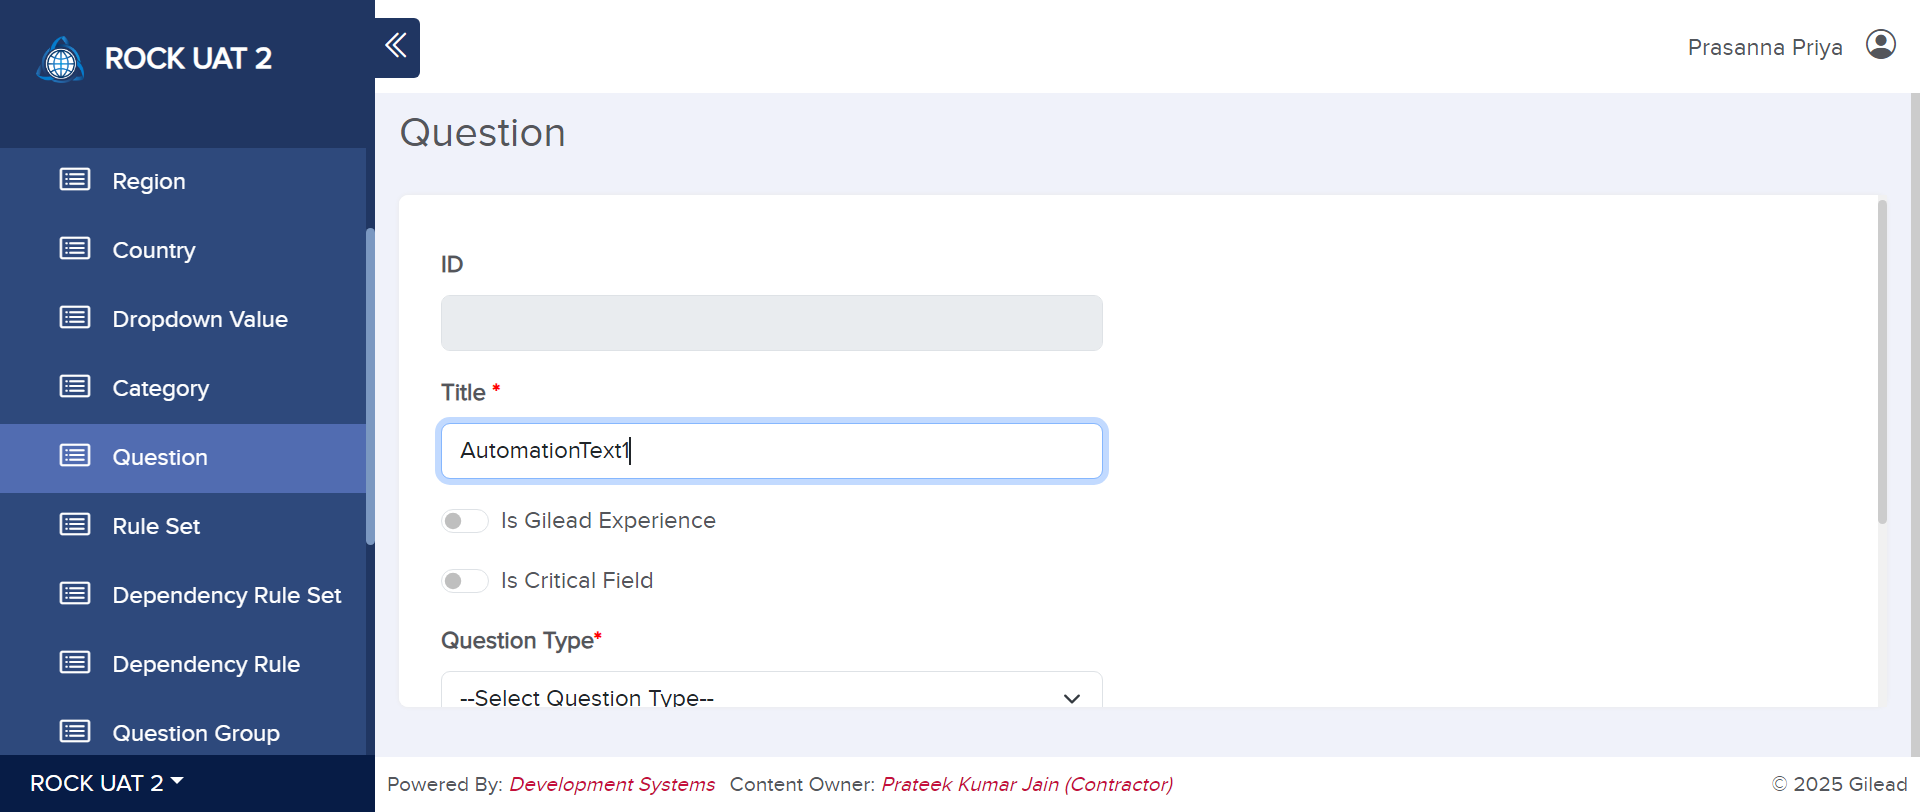 ROCK UAT 2
Prasanna Priya
Region
Country
Dropdown Value
Category
Question
Rule Set
Dependency Rule Set
Dependency Rule
Question Group
ROCK UAT 2
Question
ID
Title *
AutomationText1
Is Gilead Experience
Is Critical Field
Question Type*
--Select Question Type--
Powered By: Development Systems Content Owner: Prateek Kumar Jain (Contractor)
© 2025 Gilead